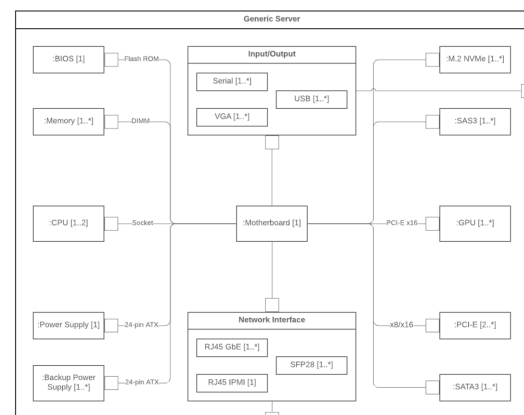 Generic Server
:BIOS [1]
Flash ROM
Input/Output
Serial [1..*]
USB [1..*]
VGA [1..*]
:M.2 NVMe [1..*]
:Memory [1..*]
DIMM
:SAS3 [1..*]
:CPU [1..2]
Socket
:Motherboard [1]
PCI-E x16
:GPU [1..*]
:Power Supply [1]
24-pin ATX
Network Interface
RJ45 GbE [1..*]
SFP28 [1..*]
RJ45 IPMI [1]
x8/x16
:PCI-E [2..*]
:Backup Power
Supply [1..*]
24-pin ATX
:SATA3 [1..*]